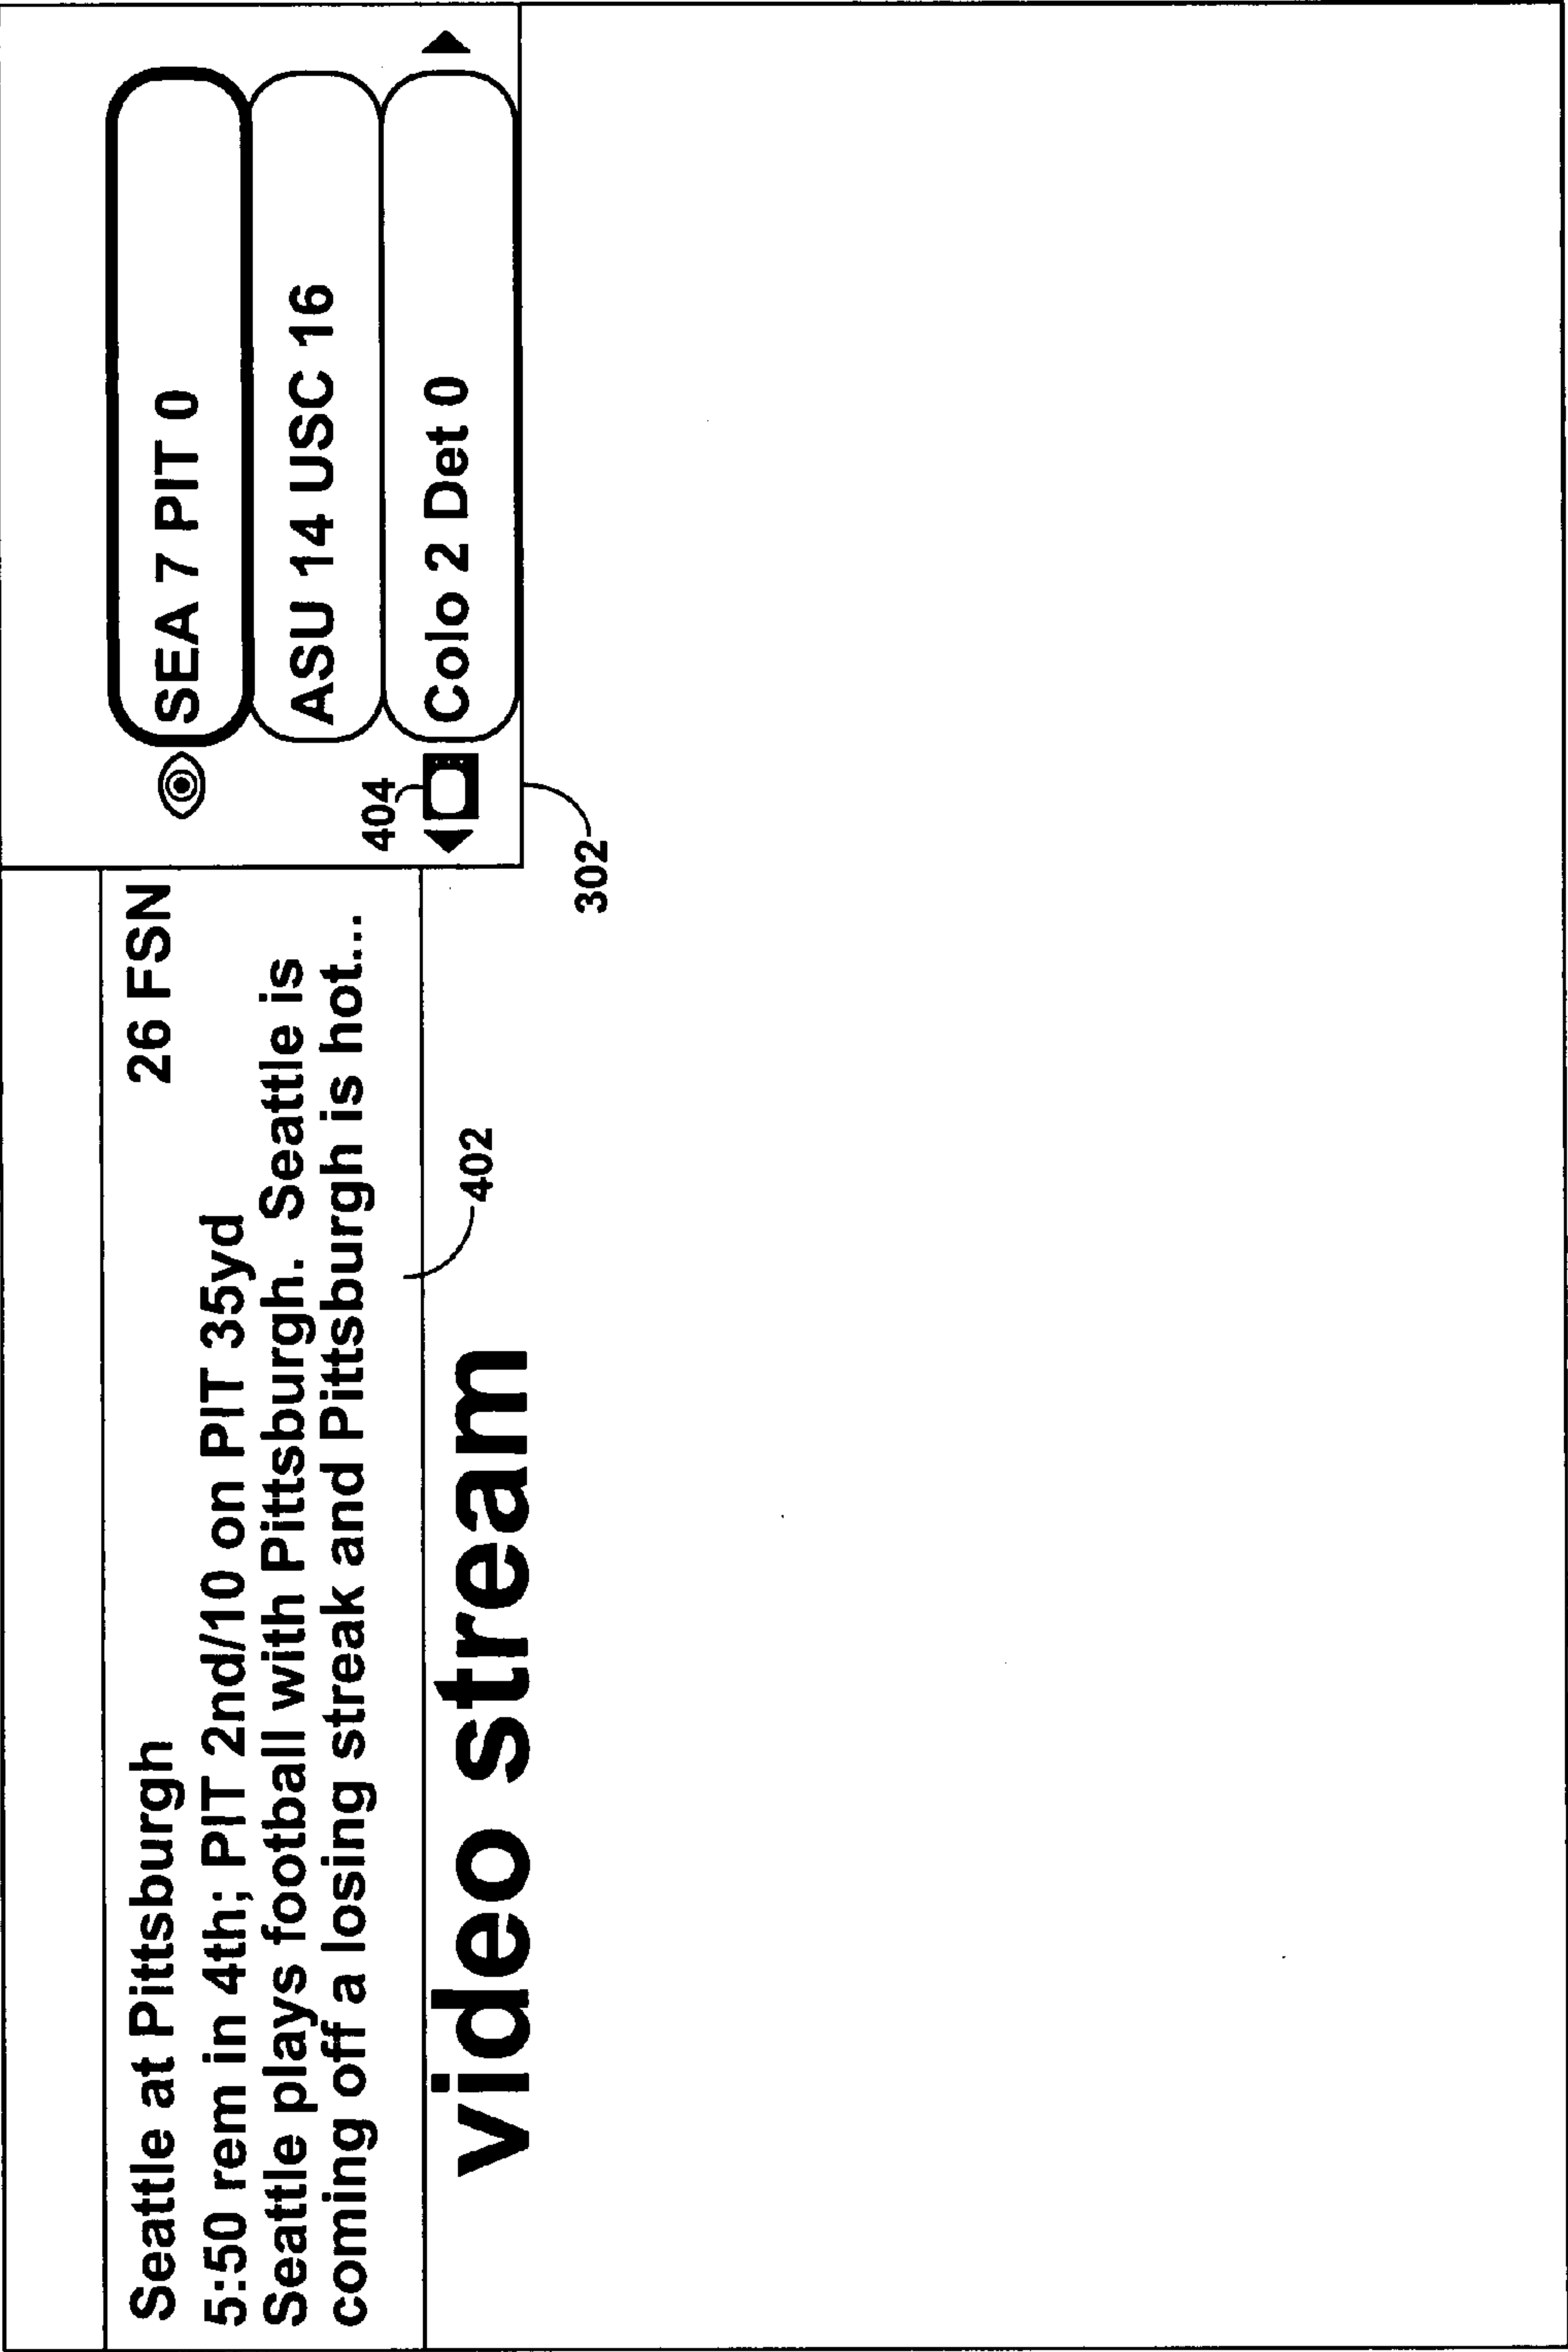 Seattle at Pittsburgh 26 FSN
5:50 rem in 4th; PIT 2nd/10 on PIT 35yd
Seattle plays football with Pittsburgh. Seattle is
coming off a losing streak and Pittsburgh is hot...
SEA 7 PIT 0
ASU 14 USC 16
404
Colo 2 Det 0
402
302
video stream